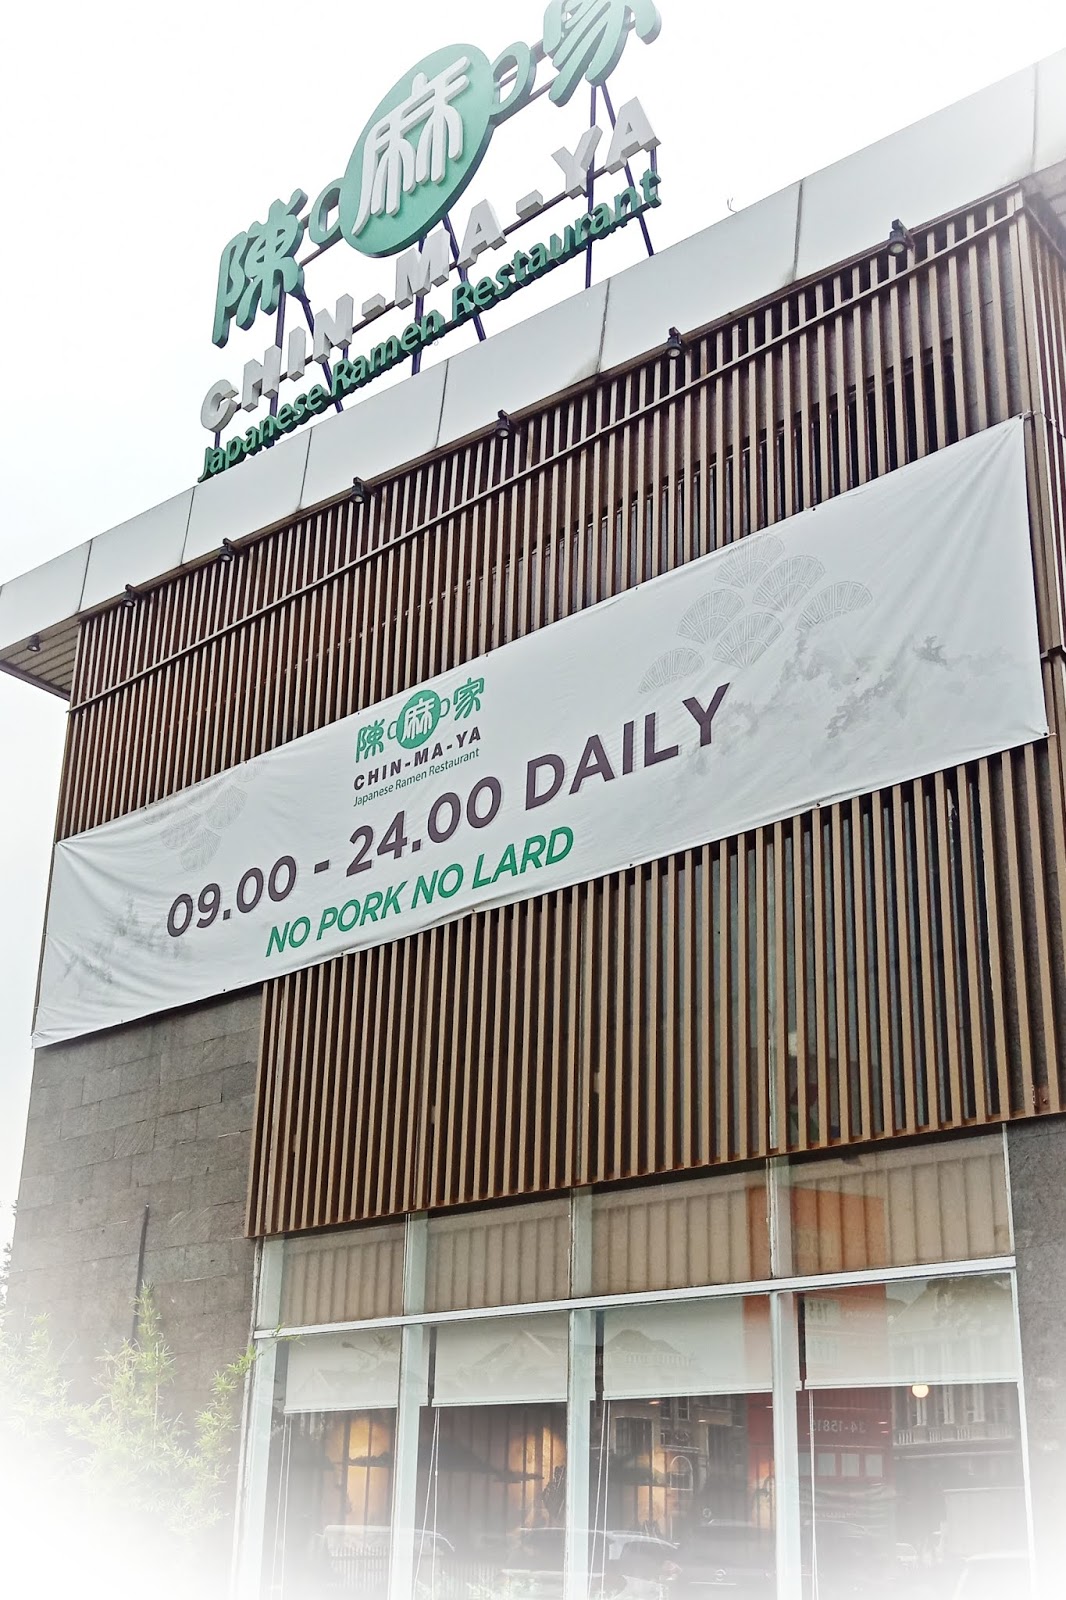 陳麻家
CHIN-MA-YA
Japanese Ramen Restaurant
陳麻家
CHIN-MA-YA
Japanese Ramen Restaurant
09.00 - 24.00 DAILY
NO PORK NO LARD